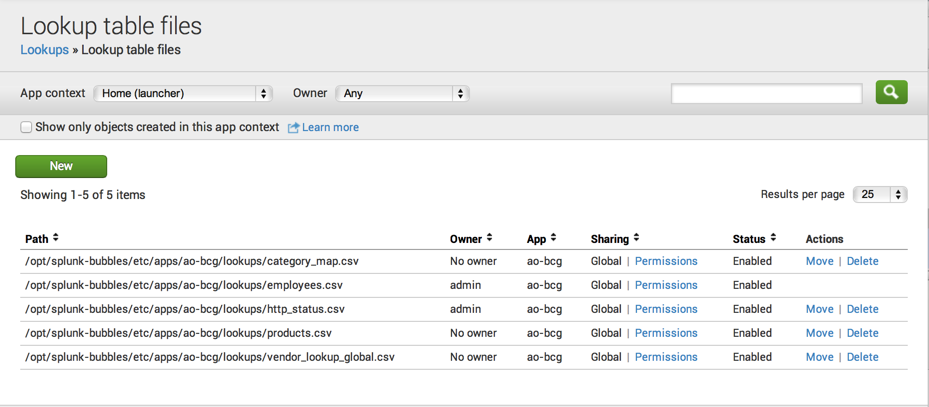 Lookup table files
Lookups » Lookup table files
App context Home (launcher) Owner Any
Show only objects created in this app context Learn more
New
Showing 1-5 of 5 items
Results per page 25
Path Owner App Sharing Status Actions
/opt/splunk-bubbles/etc/apps/ao-bcg/lookups/category_map.csv No owner ao-bcg Global | Permissions Enabled Move | Delete
/opt/splunk-bubbles/etc/apps/ao-bcg/lookups/employees.csv admin ao-bcg Global | Permissions Enabled
/opt/splunk-bubbles/etc/apps/ao-bcg/lookups/http_status.csv admin ao-bcg Global | Permissions Enabled Move | Delete
/opt/splunk-bubbles/etc/apps/ao-bcg/lookups/products.csv No owner ao-bcg Global | Permissions Enabled Move | Delete
/opt/splunk-bubbles/etc/apps/ao-bcg/lookups/vendor_lookup_global.csv No owner ao-bcg Global | Permissions Enabled Move | Delete